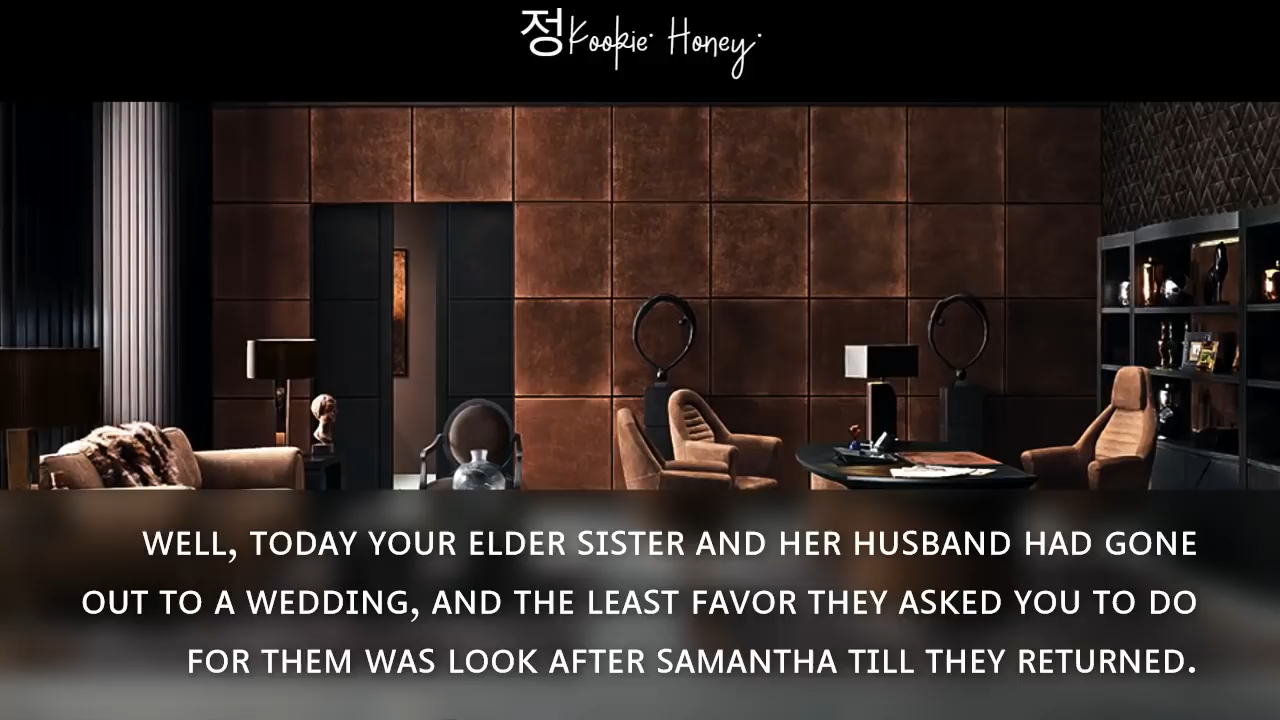 정Kookie Honey
WELL, TODAY YOUR ELDER SISTER AND HER HUSBAND HAD GONE
OUT TO A WEDDING, AND THE LEAST FAVOR THEY ASKED YOU TO DO
FOR THEM WAS LOOK AFTER SAMANTHA TILL THEY RETURNED.